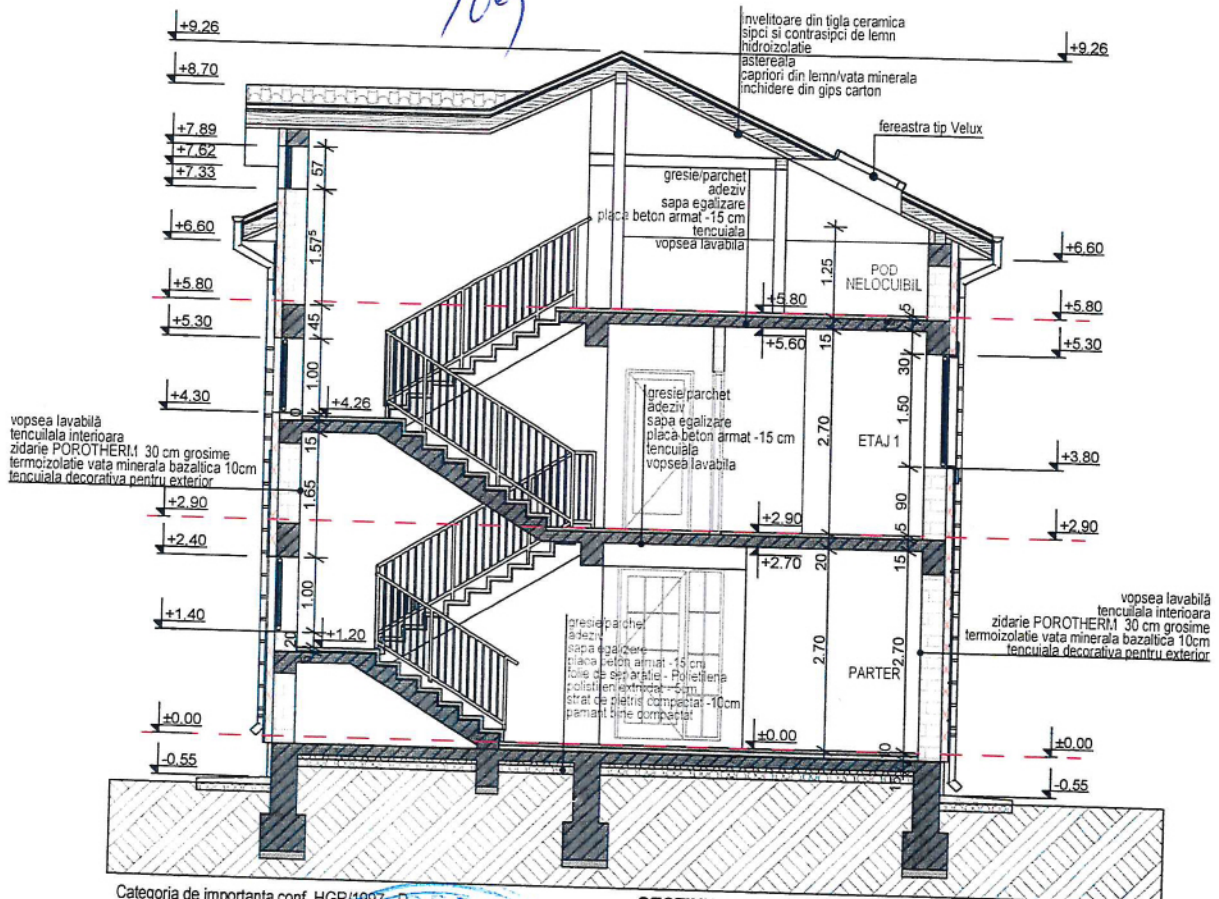 +9.26
+8.70
+7.89
+7.62
+7.33
+6.60
+5.80
+5.30
+4.30
vopsea lavabilă
tencuilala interioara
zidarie POROTHERM 30 cm grosime
termoizolatie vata minerala bazaltica 10cm
tencuiala decorativa pentru exterior
+2.90
+2.40
+1.40
±0.00
-0.55
57
1.57⁵
45
1.00
+4.26
15
1.65
1.00
20
+1.20
invelitoare din tigla ceramica
sipci si contrasipci de lemn
hidroizolatie
astereala
capriori din lemn/vata minerala
inchidere din gips carton
fereastra tip Velux
gresie/parchet
adeziv
sapa egalizare
placa beton armat -15 cm
tencuiala
vopsea lavabila
1.25
POD
NELOCUIBIL
+5.80
+5.60
15
5
30
gresie/parchet
adeziv
sapa egalizare
placa beton armat -15 cm
tencuiala
vopsea lavabila
2.70
ETAJ 1
1.50
90
+2.90
+2.70
20
5
15
gresie/parchet
adeziv
sapa egalizare
placa beton armat -15 cm
folie de separatie - Polietilena
polistiren extrudat - 5cm
strat de pietris compactat -10cm
pamant bine compactat
2.70
2.70
PARTER
±0.00
+9.26
+6.60
+5.80
+5.30
+3.80
+2.90
vopsea lavabilă
tencuilala interioara
zidarie POROTHERM 30 cm grosime
termoizolatie vata minerala bazaltica 10cm
tencuiala decorativa pentru exterior
±0.00
-0.55
Categoria de importanta conf. HGR/1997